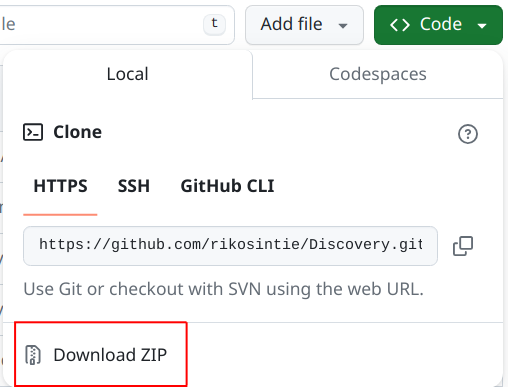 le
t
Add file
Code
Local
Codespaces
Clone
HTTPS
SSH
GitHub CLI
https://github.com/rikosintie/Discovery.git
Use Git or checkout with SVN using the web URL.
Download ZIP